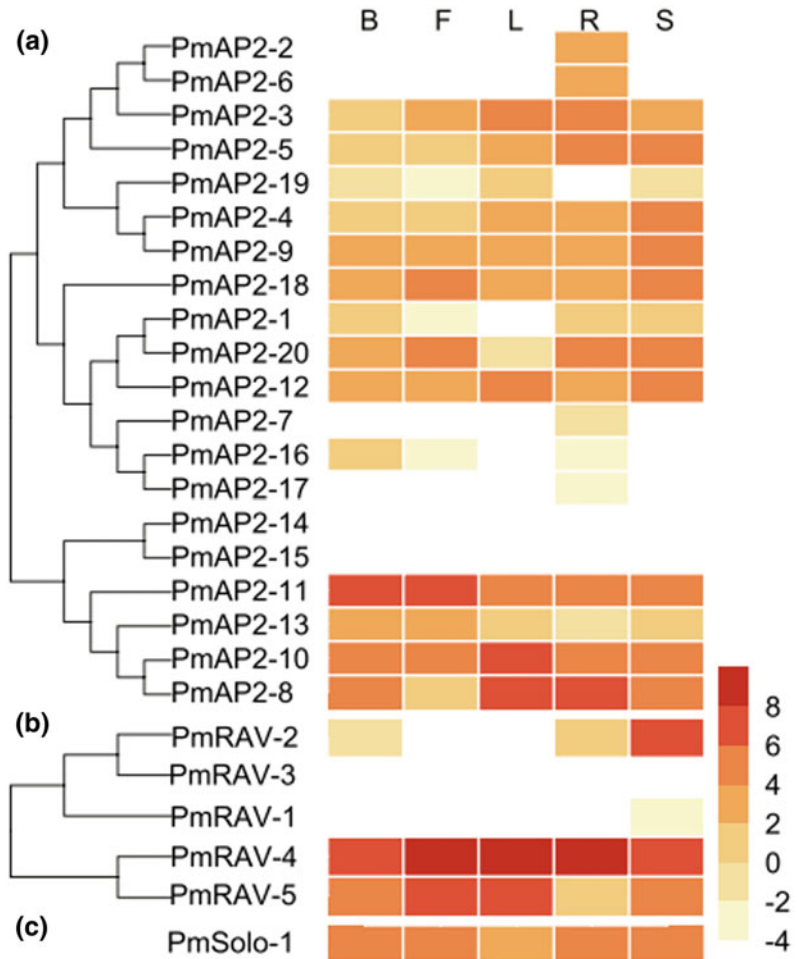 (a) B F L R S
PmAP2-2
PmAP2-6
PmAP2-3
PmAP2-5
PmAP2-19
PmAP2-4
PmAP2-9
PmAP2-18
PmAP2-1
PmAP2-20
PmAP2-12
PmAP2-7
PmAP2-16
PmAP2-17
PmAP2-14
PmAP2-15
PmAP2-11
PmAP2-13
PmAP2-10
PmAP2-8
(b)
PmRAV-2
PmRAV-3
PmRAV-1
PmRAV-4
PmRAV-5
(c)
PmSolo-1
8
6
4
2
0
-2
-4